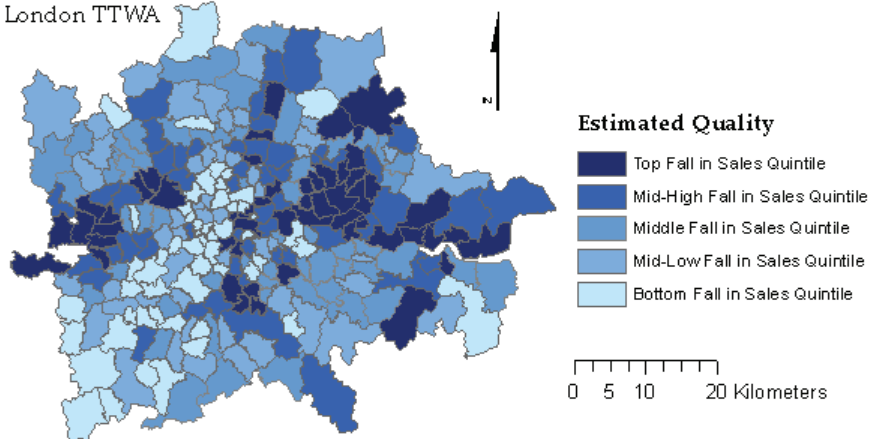 London TTWA
N
Estimated Quality
Top Fall in Sales Quintile
Mid-High Fall in Sales Quintile
Middle Fall in Sales Quintile
Mid-Low Fall in Sales Quintile
Bottom Fall in Sales Quintile
0 5 10 20 Kilometers